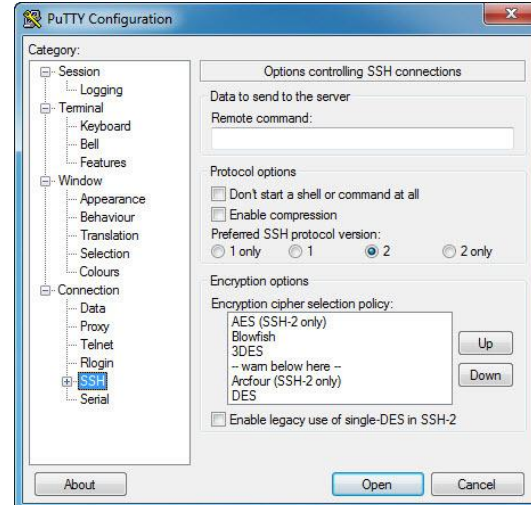 PuTTY Configuration
Category:
Session
Logging
Terminal
Keyboard
Bell
Features
Window
Appearance
Behaviour
Translation
Selection
Colours
Connection
Data
Proxy
Telnet
Rlogin
SSH
Serial
Options controlling SSH connections
Data to send to the server
Remote command:
Protocol options
Don't start a shell or command at all
Enable compression
Preferred SSH protocol version:
1 only 1 2 2 only
Encryption options
Encryption cipher selection policy:
AES (SSH-2 only)
Blowfish
3DES
-- warn below here --
Arcfour (SSH-2 only)
DES
Up
Down
Enable legacy use of single-DES in SSH-2
About Open Cancel